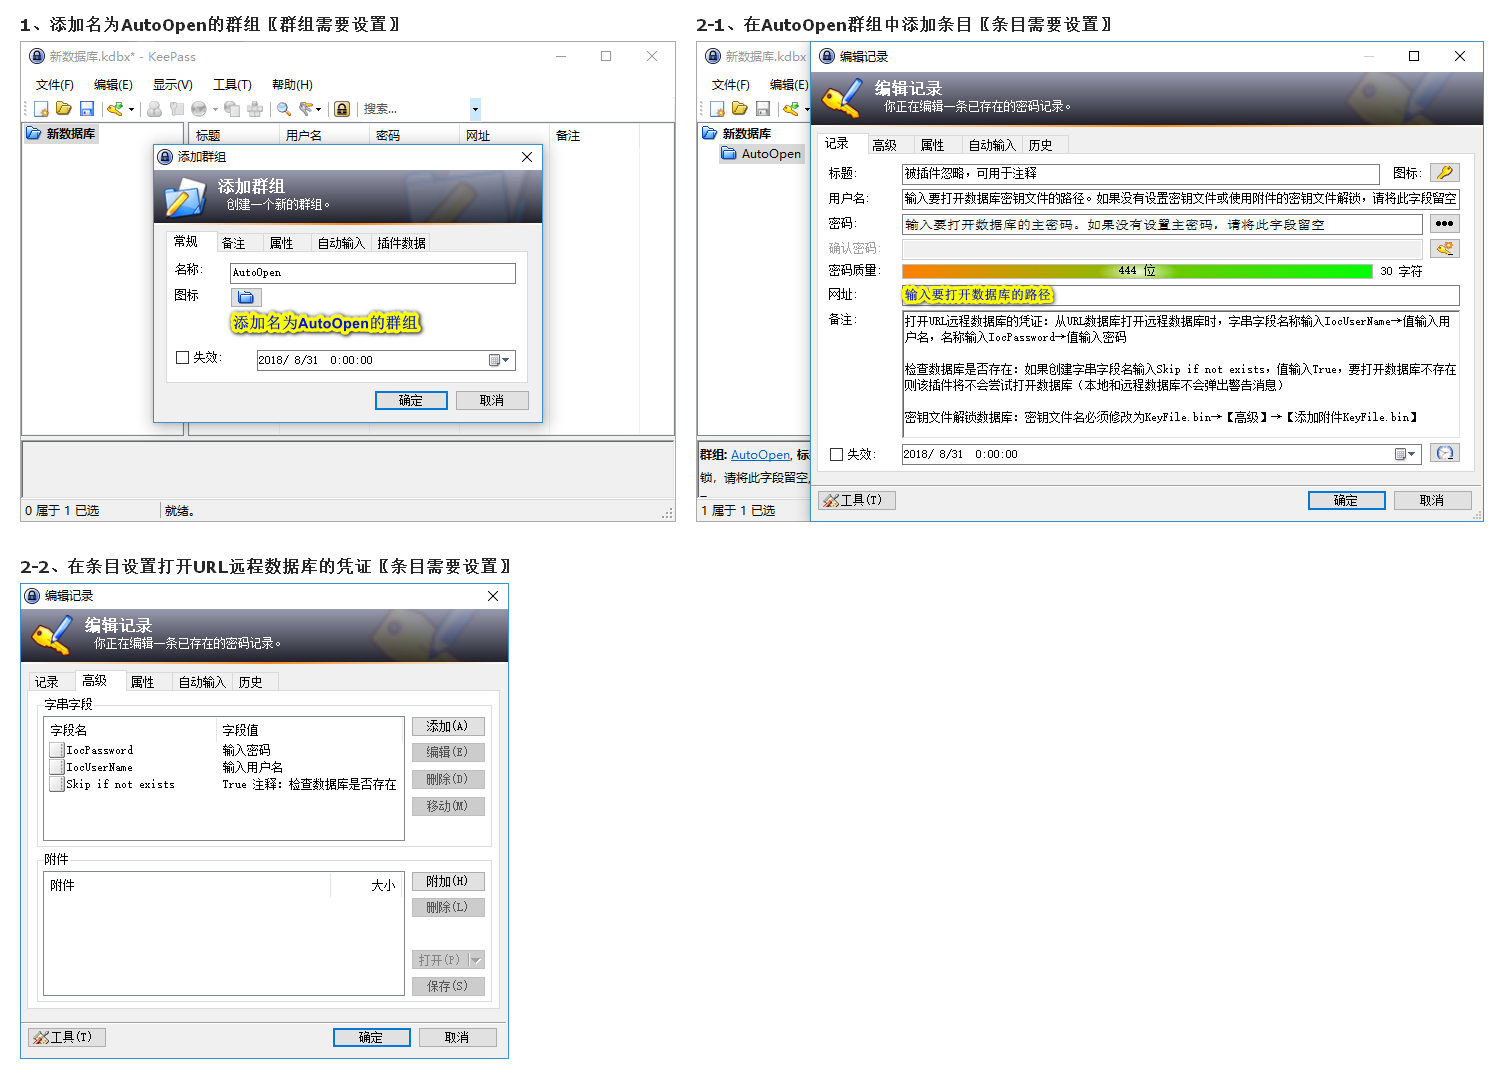 1、添加名为AutoOpen的群组〖群组需要设置〗
新数据库.kdbx* - KeePass
文件(F) 编辑(E) 显示(V) 工具(T) 帮助(H)
搜索...
新数据库
标题 用户名 密码 网址 备注
添加群组
添加群组
创建一个新的群组。
常规 备注 属性 自动输入 插件数据
名称: AutoOpen
图标
添加名为AutoOpen的群组
失效: 2018/ 8/31 0:00:00
确定 取消
0 属于 1 已选 就绪。
2-1、在AutoOpen群组中添加条目〖条目需要设置〗
新数据库.kdbx
文件(F) 编辑(E)
新数据库
AutoOpen
群组: AutoOpen, 标
锁, 请将此字段留空,
1 属于 1 已选
编辑记录
编辑记录
你正在编辑一条已存在的密码记录。
记录 高级 属性 自动输入 历史
标题: 被插件忽略，可用于注释 图标:
用户名: 输入要打开数据库密钥文件的路径。如果没有设置密钥文件或使用附件的密钥文件解锁，请将此字段留空
密码: 输入要打开数据库的主密码。如果没有设置主密码，请将此字段留空
确认密码:
密码质量: 444 位 30 字符
网址: 输入要打开数据库的路径
备注: 打开URL远程数据库的凭证：从URL数据库打开远程数据库时，字串字段名称输入IocUserName→值输入用
户名，名称输入IocPassword→值输入密码
检查数据库是否存在：如果创建字串字段名输入Skip if not exists，值输入True，要打开数据库不存在
则该插件将不会尝试打开数据库（本地和远程数据库不会弹出警告消息）
密钥文件解锁数据库：密钥文件名必须修改为KeyFile.bin→【高级】→【添加附件KeyFile.bin】
失效: 2018/ 8/31 0:00:00
工具(T) 确定 取消
2-2、在条目设置打开URL远程数据库的凭证〖条目需要设置〗
编辑记录
编辑记录
你正在编辑一条已存在的密码记录。
记录 高级 属性 自动输入 历史
字串字段
字段名 字段值
IocPassword 输入密码
IocUserName 输入用户名
Skip if not exists True 注释：检查数据库是否存在
添加(A)
编辑(E)
删除(D)
移动(M)
附件
附件 大小
附加(H)
删除(L)
打开(P)
保存(S)
工具(T) 确定 取消